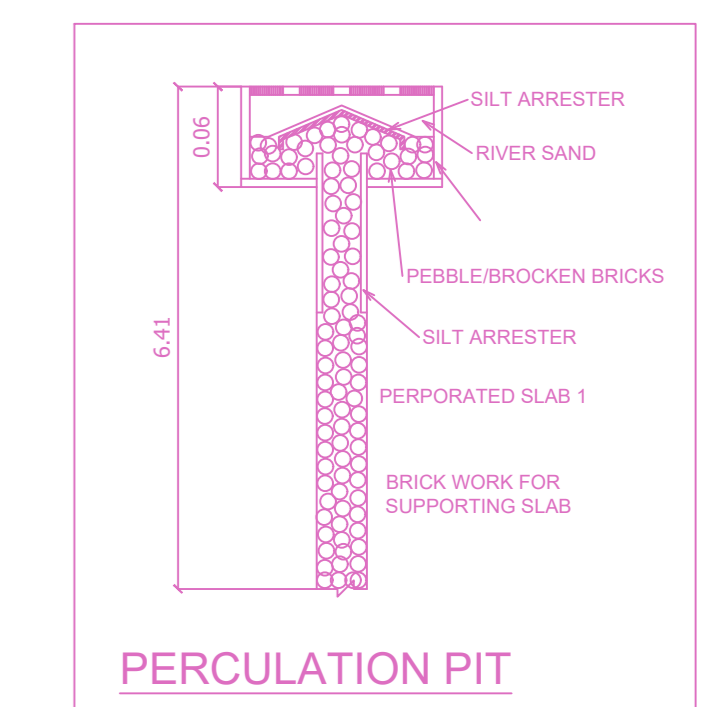 SILT ARRESTER
0.06
RIVER SAND
PEBBLE/BROCKEN BRICKS
6.41
SILT ARRESTER
PERPORATED SLAB 1
BRICK WORK FOR
SUPPORTING SLAB
PERCULATION PIT